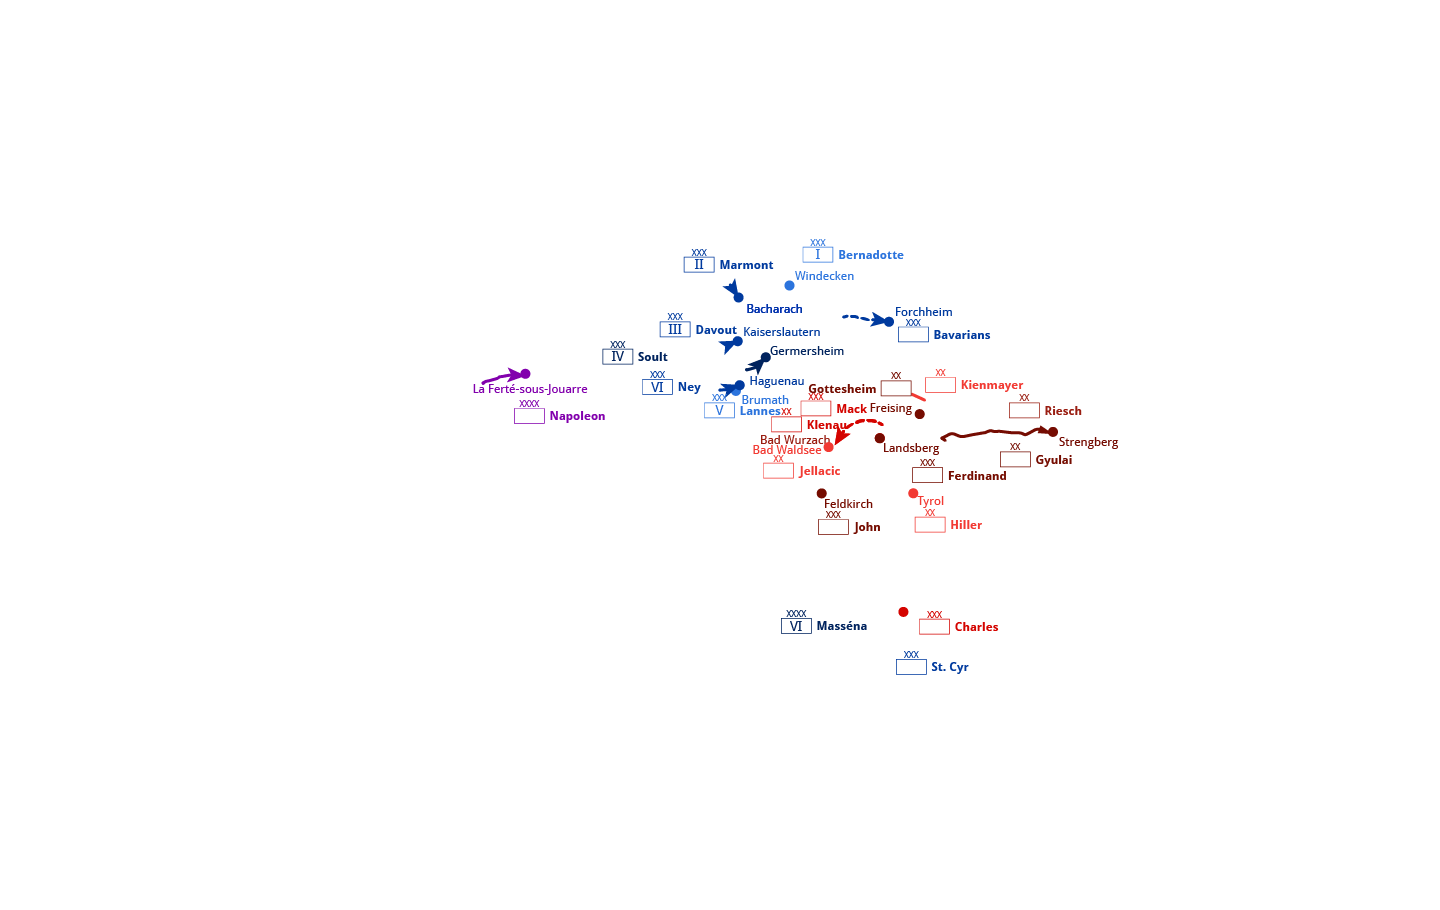 XXX
I Bernadotte
XXX
II Marmont
Windecken
Bacharach
Forchheim
XXX
Bavarians
XXX
III Davout
Kaiserslautern
XXX
IV Soult
Germersheim
La Ferté-sous-Jouarre
XXXX
Napoleon
XXX
VI Ney
Haguenau
Brumath
XXX
V Lannes
XX
Gottesheim
XX
Kienmayer
XXX
Mack
Freising
XX
Riesch
XX
Klenau
Bad Wurzach
Bad Waldsee
Landsberg
Strengberg
XX
Jellacic
XX
Gyulai
XXX
Ferdinand
Feldkirch
XXX
John
Tyrol
XX
Hiller
XXXX
VI Masséna
XXX
Charles
XXX
St. Cyr